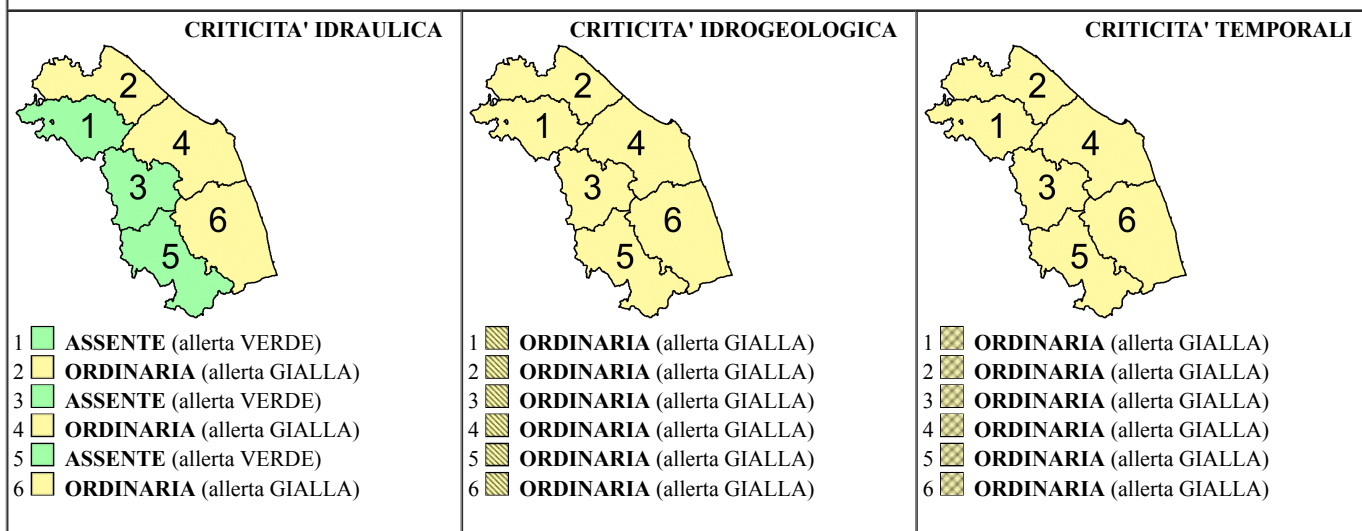 CRITICITA' IDRAULICA
2
1
4
3
6
5
1 ASSENTE (allerta VERDE)
2 ORDINARIA (allerta GIALLA)
3 ASSENTE (allerta VERDE)
4 ORDINARIA (allerta GIALLA)
5 ASSENTE (allerta VERDE)
6 ORDINARIA (allerta GIALLA)
CRITICITA' IDROGEOLOGICA
2
1
4
3
6
5
1 ORDINARIA (allerta GIALLA)
2 ORDINARIA (allerta GIALLA)
3 ORDINARIA (allerta GIALLA)
4 ORDINARIA (allerta GIALLA)
5 ORDINARIA (allerta GIALLA)
6 ORDINARIA (allerta GIALLA)
CRITICITA' TEMPORALI
2
1
4
3
6
5
1 ORDINARIA (allerta GIALLA)
2 ORDINARIA (allerta GIALLA)
3 ORDINARIA (allerta GIALLA)
4 ORDINARIA (allerta GIALLA)
5 ORDINARIA (allerta GIALLA)
6 ORDINARIA (allerta GIALLA)